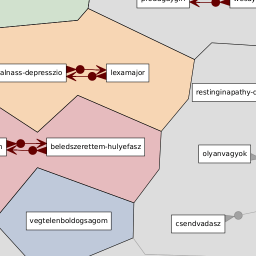 alnass-depresszio
lexamajor
restinginapathy-o
beledszerettem-hulyefasz
olyanvagyok
vegtelenboldogsagom
csendvadasz